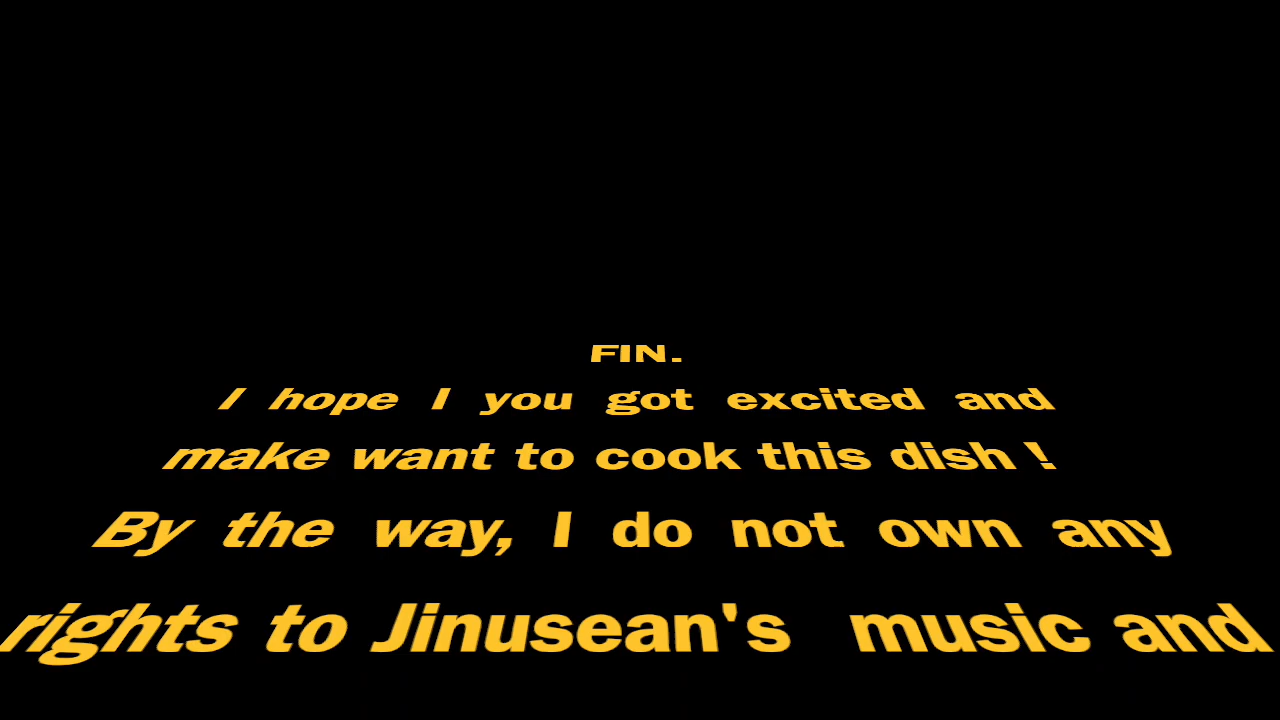 FIN.
I hope I you got excited and
make want to cook this dish !
By the way, I do not own any
rights to Jinusean's music and